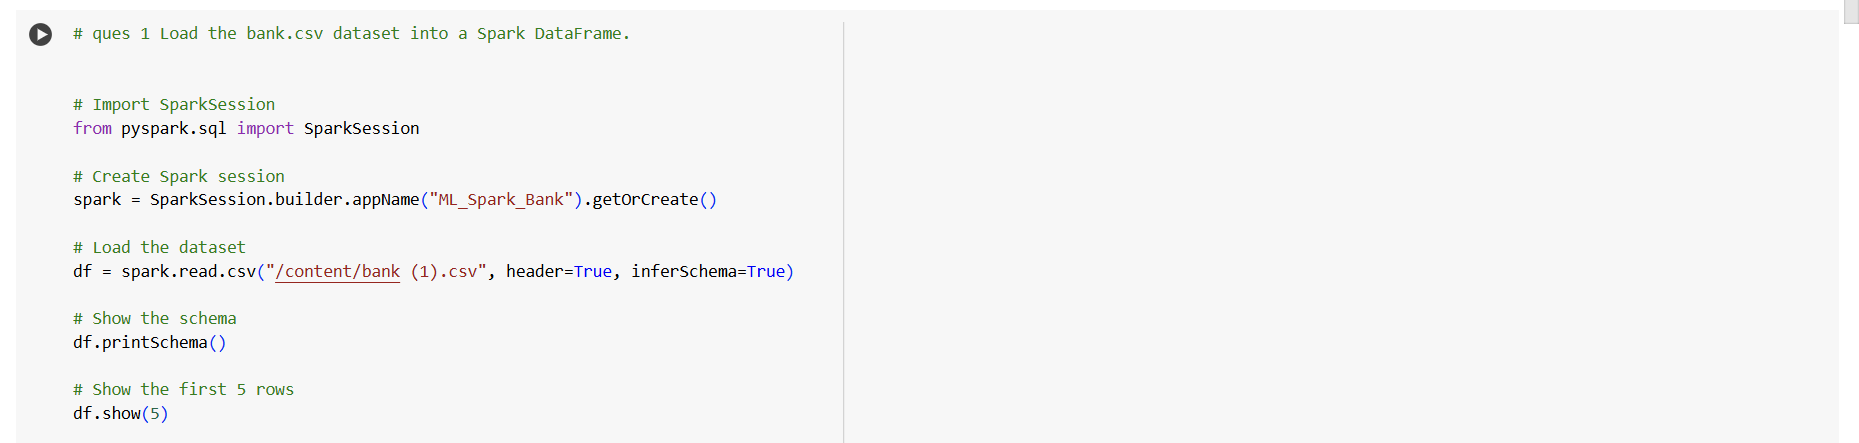 # ques 1 Load the bank.csv dataset into a Spark DataFrame.
# Import SparkSession
from pyspark.sql import SparkSession
# Create Spark session
spark = SparkSession.builder.appName("ML_Spark_Bank").getOrCreate()
# Load the dataset
df = spark.read.csv("/content/bank (1).csv", header=True, inferSchema=True)
# Show the schema
df.printSchema()
# Show the first 5 rows
df.show(5)